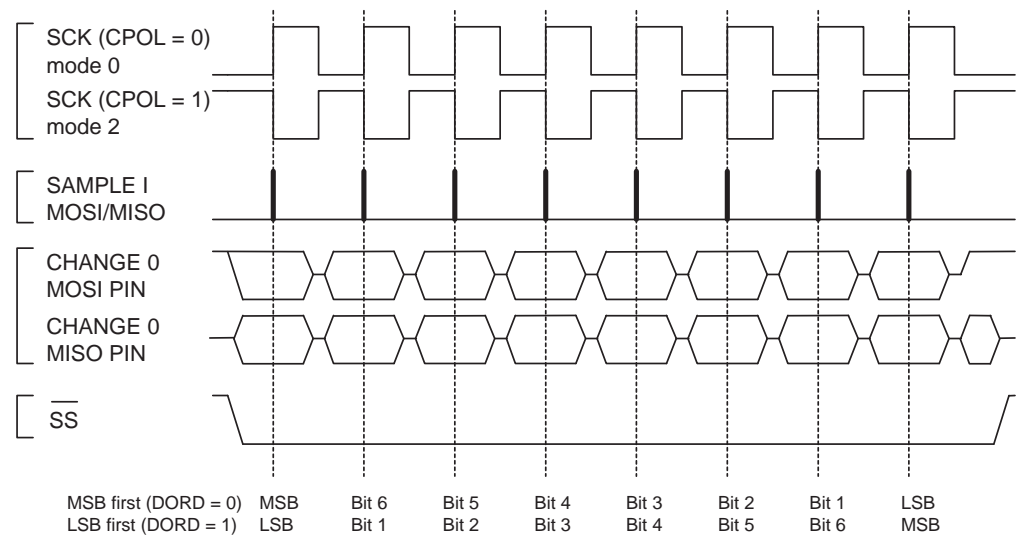 SCK (CPOL = 0)
mode 0
SCK (CPOL = 1)
mode 2
SAMPLE I
MOSI/MISO
CHANGE 0
MOSI PIN
CHANGE 0
MISO PIN
SS
MSB first (DORD = 0) MSB Bit 6 Bit 5 Bit 4 Bit 3 Bit 2 Bit 1 LSB
LSB first (DORD = 1) LSB Bit 1 Bit 2 Bit 3 Bit 4 Bit 5 Bit 6 MSB